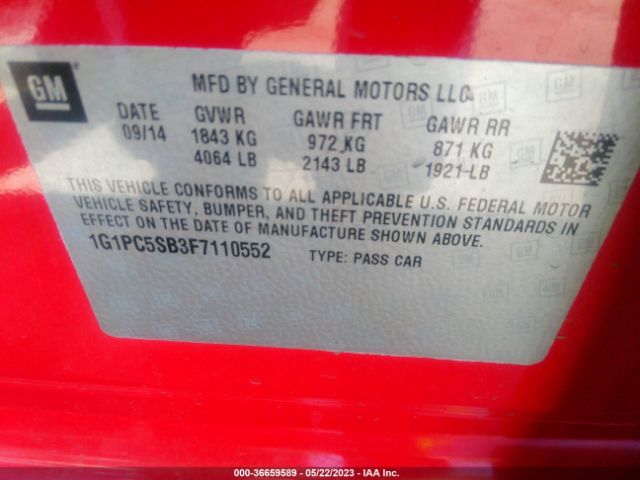 GM
MFD BY GENERAL MOTORS LLC
DATE GVWR GAWR FRT GAWR RR
09/14 1843 KG 972 KG 871 KG
4064 LB 2143 LB 1921 LB
THIS VEHICLE CONFORMS TO ALL APPLICABLE U.S. FEDERAL MOTOR
VEHICLE SAFETY, BUMPER, AND THEFT PREVENTION STANDARDS IN
EFFECT ON THE DATE OF MANUFACTURE SHOWN ABOVE.
1G1PC5SB3F7110552 TYPE: PASS CAR
000-36659589 - 05/22/2023 - IAA Inc.